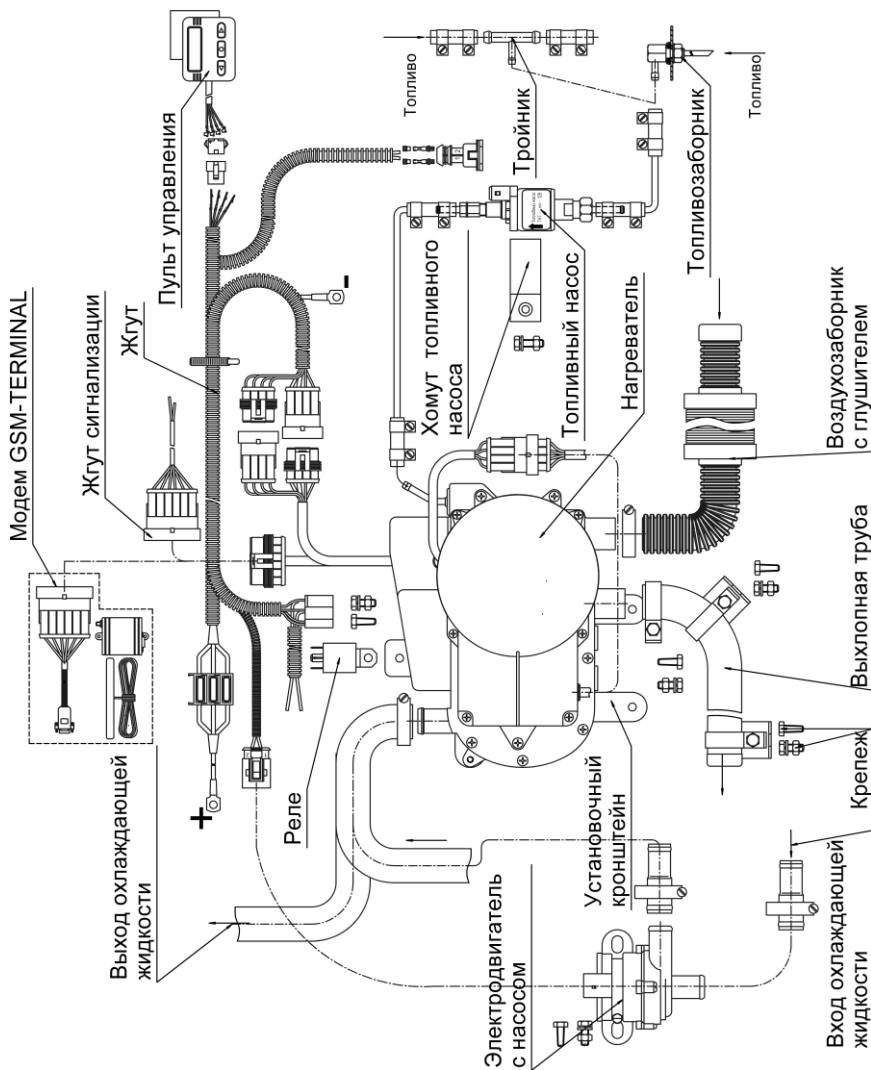 Модем GSM-TERMINAL
Жгут сигнализации
Жгут
Пульт управления
Топливо
Тройник
Топливо
Топливозаборник
Хомут топливного
насоса
Топливный насос
Нагреватель
Воздухозаборник
с глушителем
Выхлопная труба
Крепеж
Вход охлаждающей
жидкости
Установочный
кронштейн
Электродвигатель
с насосом
Реле
Выход охлаждающей
жидкости
+
-